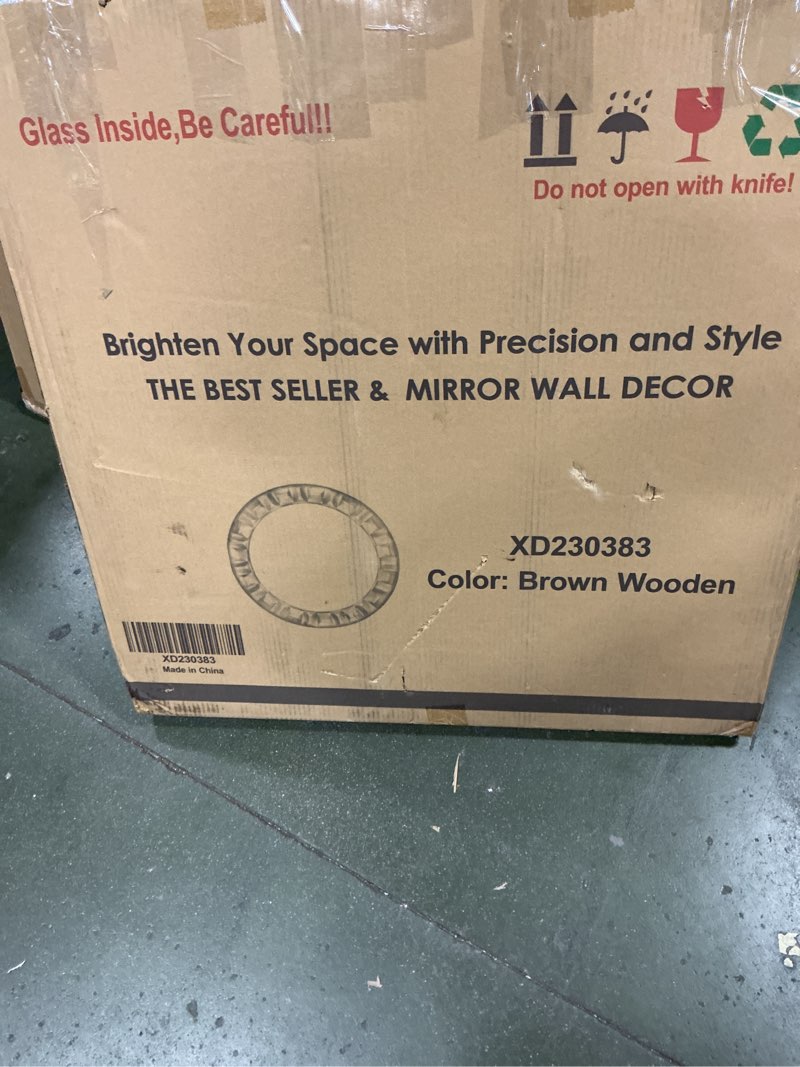 Glass Inside,Be Careful!!
Do not open with knife!
Brighten Your Space with Precision and Style
THE BEST SELLER & MIRROR WALL DECOR
XD230383
Color: Brown Wooden
XD230383
Made in China